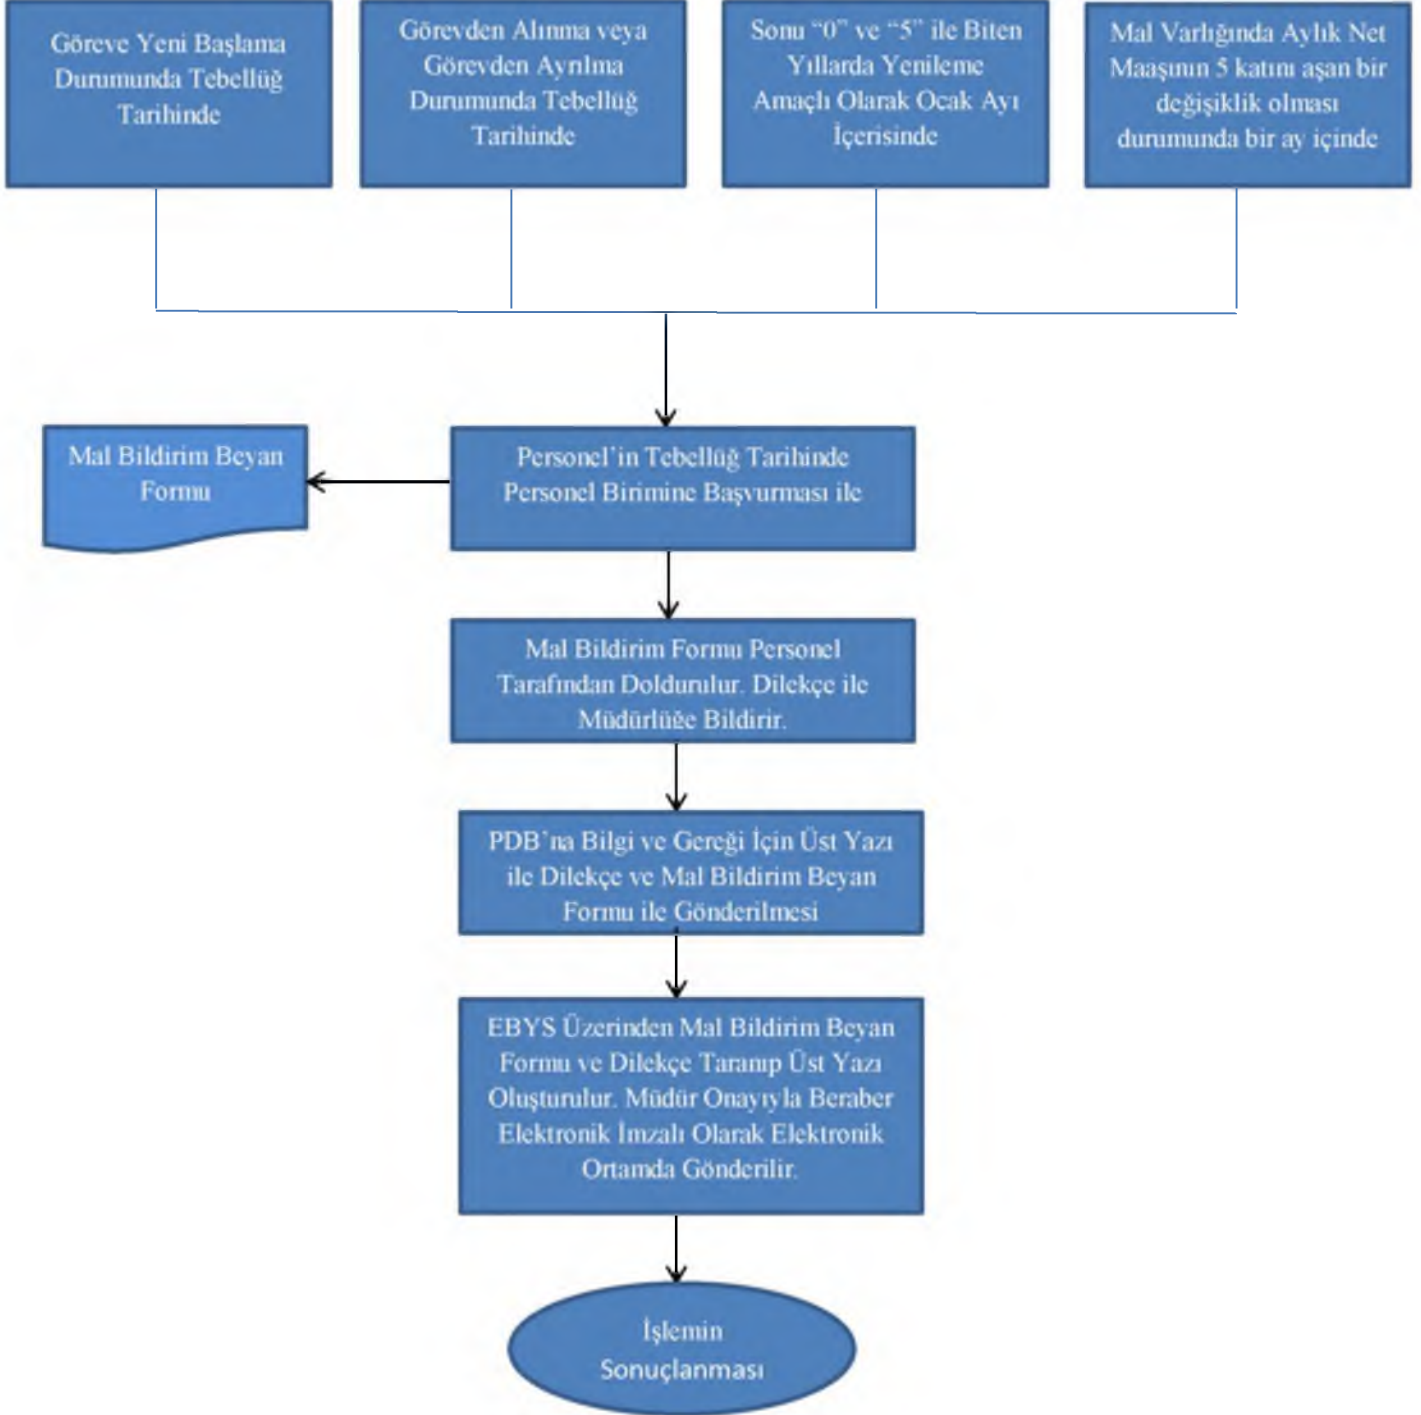 Göreve Yeni Başlama
Durumunda Tebellüğ
Tarihinde
Görevden Alınma veya
Görevden Ayrılma
Durumunda Tebellüğ
Tarihinde
Sonu “0” ve “5” ile Biten
Yıllarda Yenileme
Amaçlı Olarak Ocak Ayı
İçerisinde
Mal Varlığında Aylık Net
Maaşının 5 katını aşan bir
değişiklik olması
durumunda bir ay içinde
Mal Bildirim Beyan
Formu
Personel’in Tebellüğ Tarihinde
Personel Birimine Başvurması ile
Mal Bildirim Formu Personel
Tarafından Doldurulur. Dilekçe ile
Müdürlüğe Bildirir.
PDB’na Bilgi ve Gereği İçin Üst Yazı
ile Dilekçe ve Mal Bildirim Beyan
Formu ile Gönderilmesi
EBYS Üzerinden Mal Bildirim Beyan
Formu ve Dilekçe Taranıp Üst Yazı
Oluşturulur. Müdür Onayıyla Beraber
Elektronik İmzalı Olarak Elektronik
Ortamda Gönderilir.
İşlemin
Sonuçlanması